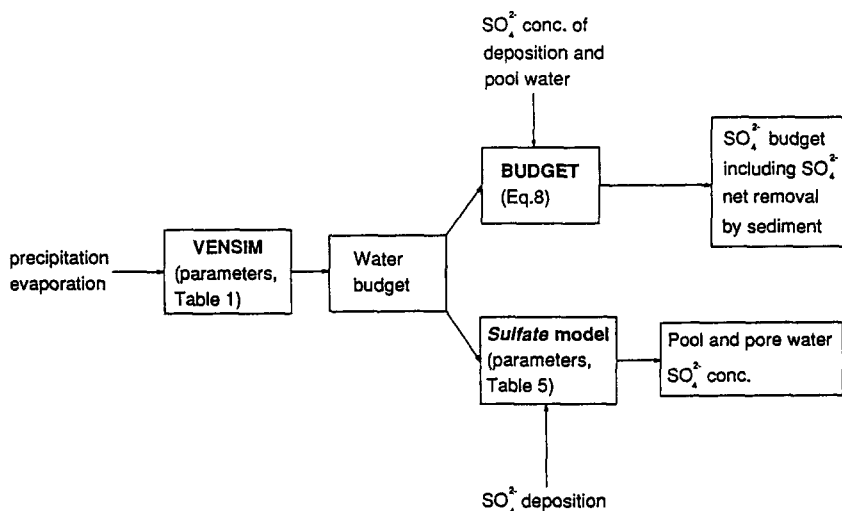 SO₄²⁻ conc. of
deposition and
pool water
BUDGET
(Eq.8)
SO₄²⁻ budget
including SO₄²⁻
net removal
by sediment
precipitation
evaporation
VENSIM
(parameters,
Table 1)
Water
budget
Sulfate model
(parameters,
Table 5)
Pool and pore water
SO₄²⁻ conc.
SO₄²⁻ deposition